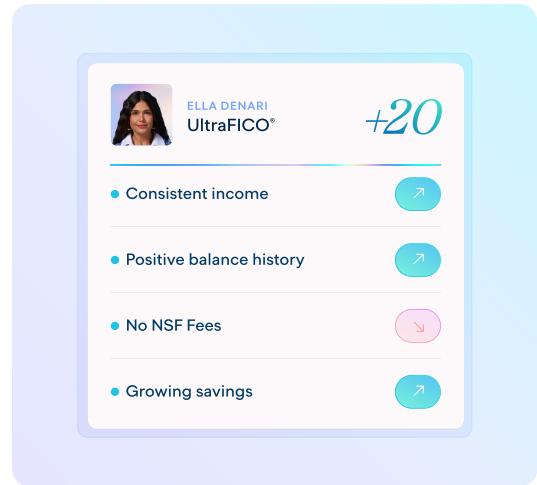 ELLA DENARI
UltraFICO®
+20
Consistent income
Positive balance history
No NSF Fees
Growing savings